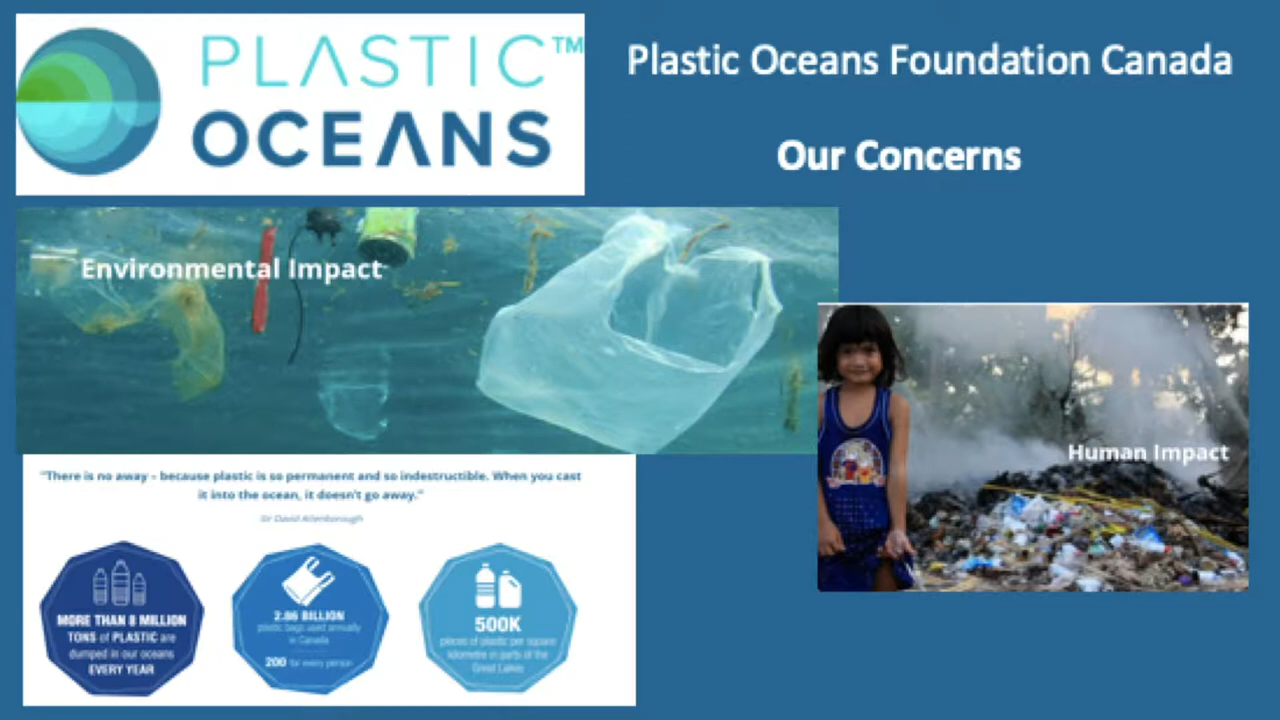 PLASTIC™
OCEANS
Plastic Oceans Foundation Canada
Our Concerns
Environmental Impact
Human Impact
"There is no away – because plastic is so permanent and so indestructible. When you cast
it into the ocean, it doesn't go away."
Sir David Attenborough
MORE THAN 8 MILLION
TONS of PLASTIC are
dumped in our oceans
EVERY YEAR
2.86 BILLION
plastic bags used annually
in Canada
200 for every person
500K
pieces of plastic per square
kilometre in parts of the
Great Lakes